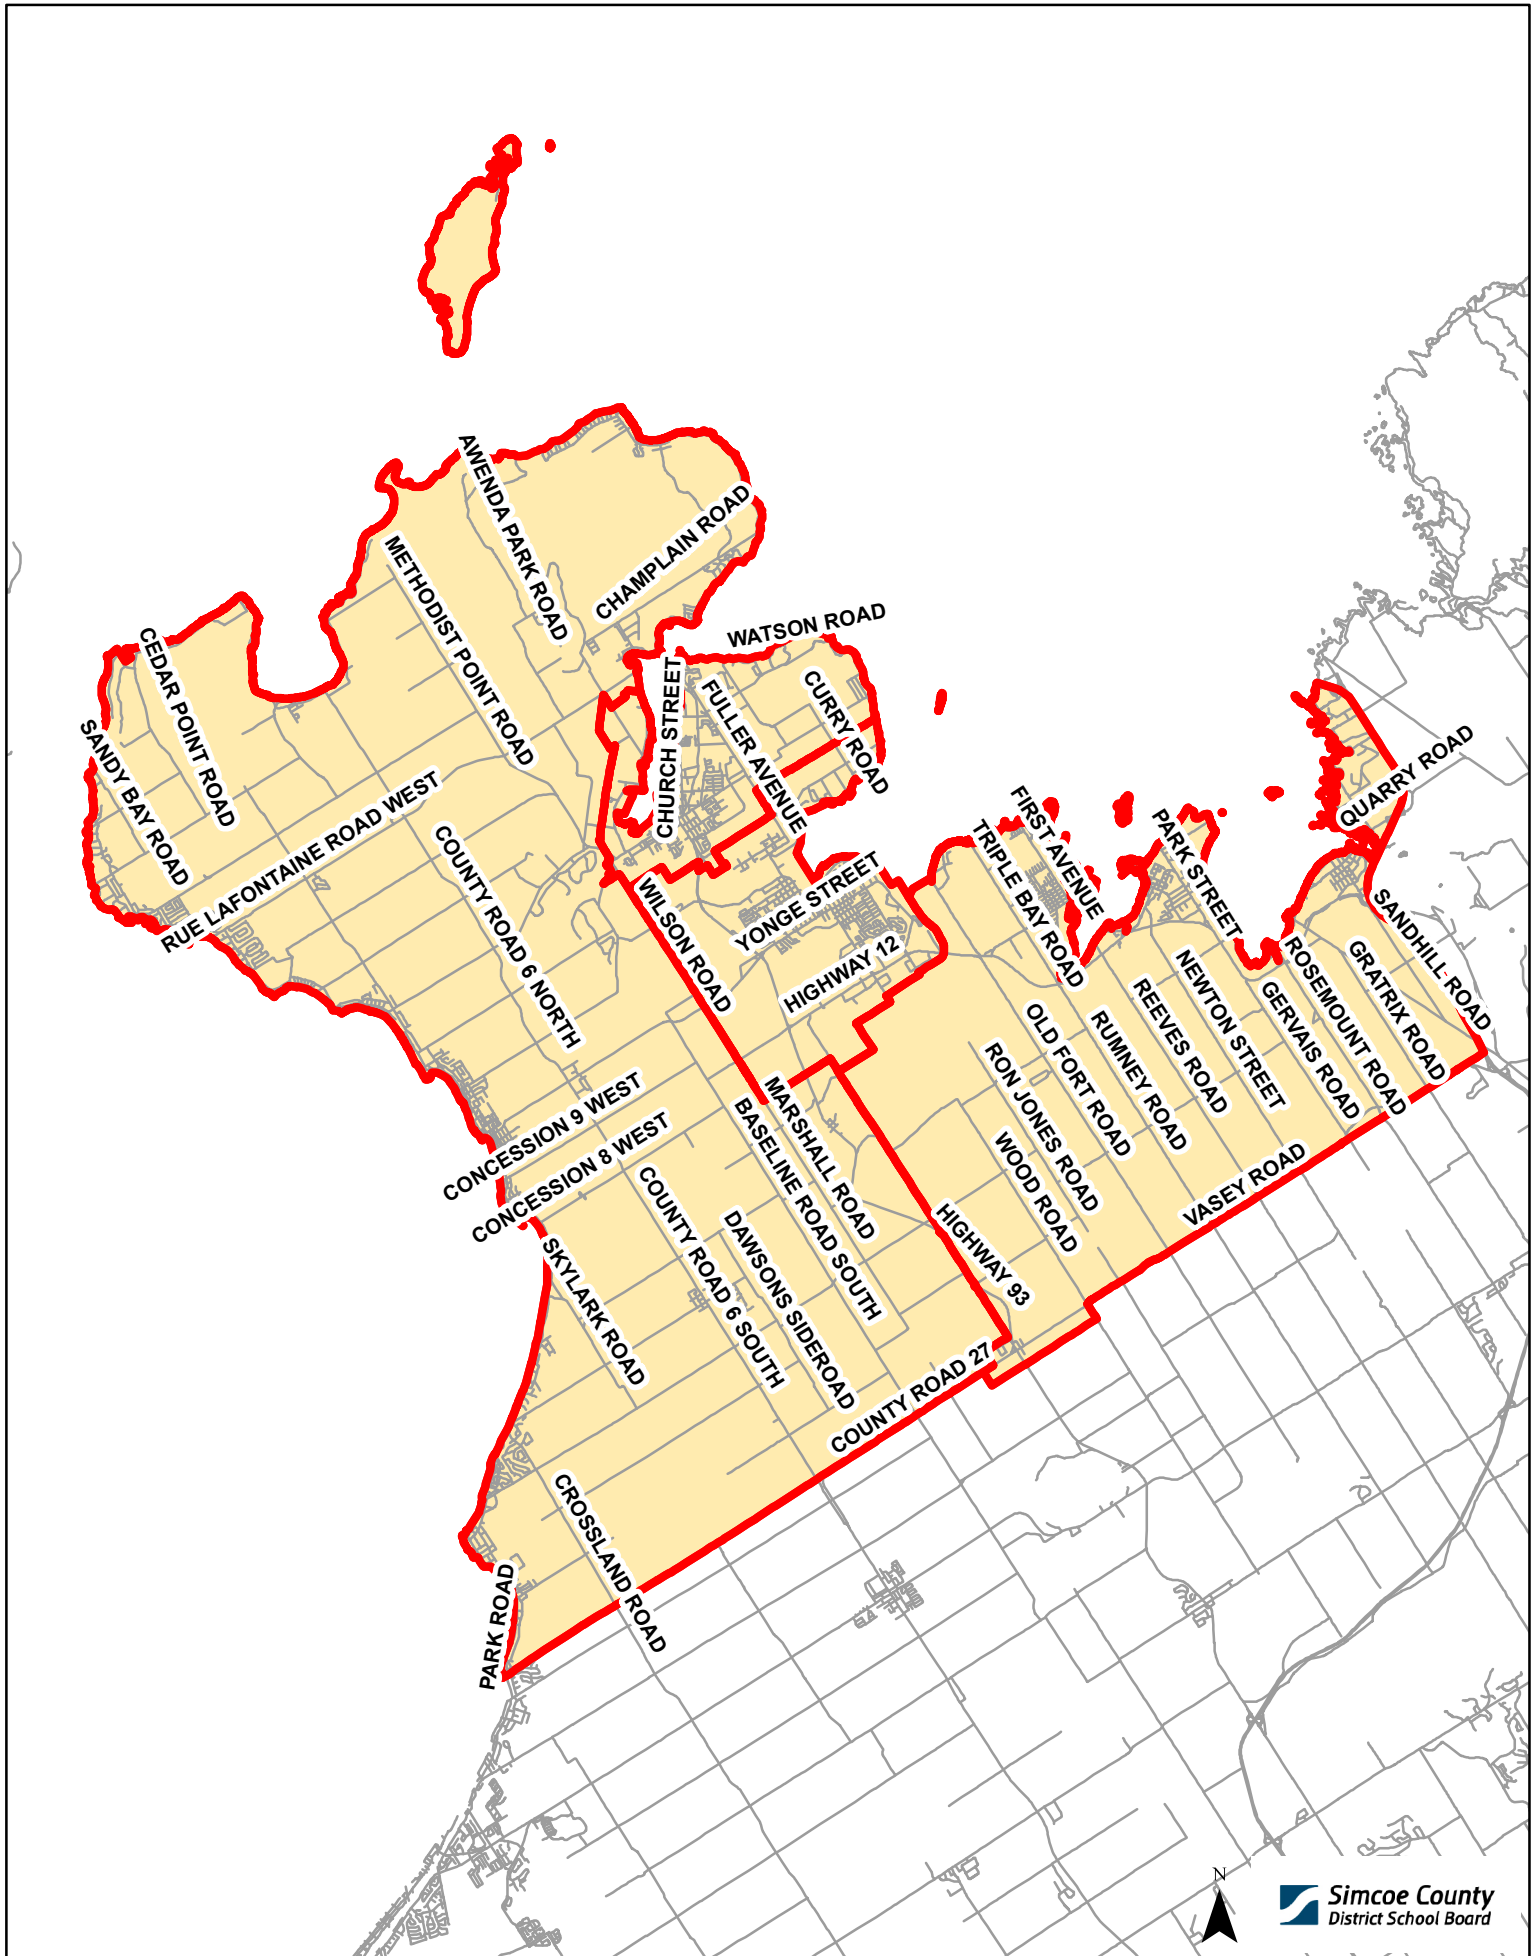 AWENDA PARK ROAD
CHAMPLAIN ROAD
METHODIST POINT ROAD
WATSON ROAD
CEDAR POINT ROAD
SANDY BAY ROAD
CHURCH STREET
FULLER AVENUE
CURRY ROAD
RUE LAFONTAINE ROAD WEST
QUARRY ROAD
FIRST AVENUE
TRIPLE BAY ROAD
PARK STREET
COUNTY ROAD 6 NORTH
WILSON ROAD
YONGE STREET
HIGHWAY 12
SANDHILL ROAD
GRATRIX ROAD
ROSEMOUNT ROAD
GERVAIS ROAD
NEWTON STREET
REEVES ROAD
RUMNEY ROAD
OLD FORT ROAD
RON JONES ROAD
WOOD ROAD
CONCESSION 9 WEST
CONCESSION 8 WEST
MARSHALL ROAD
BASELINE ROAD SOUTH
COUNTY ROAD 6 SOUTH
DAWSONS SIDEROAD
SKYLARK ROAD
HIGHWAY 93
VASEY ROAD
COUNTY ROAD 27
CROSSLAND ROAD
PARK ROAD
N
Simcoe County
District School Board